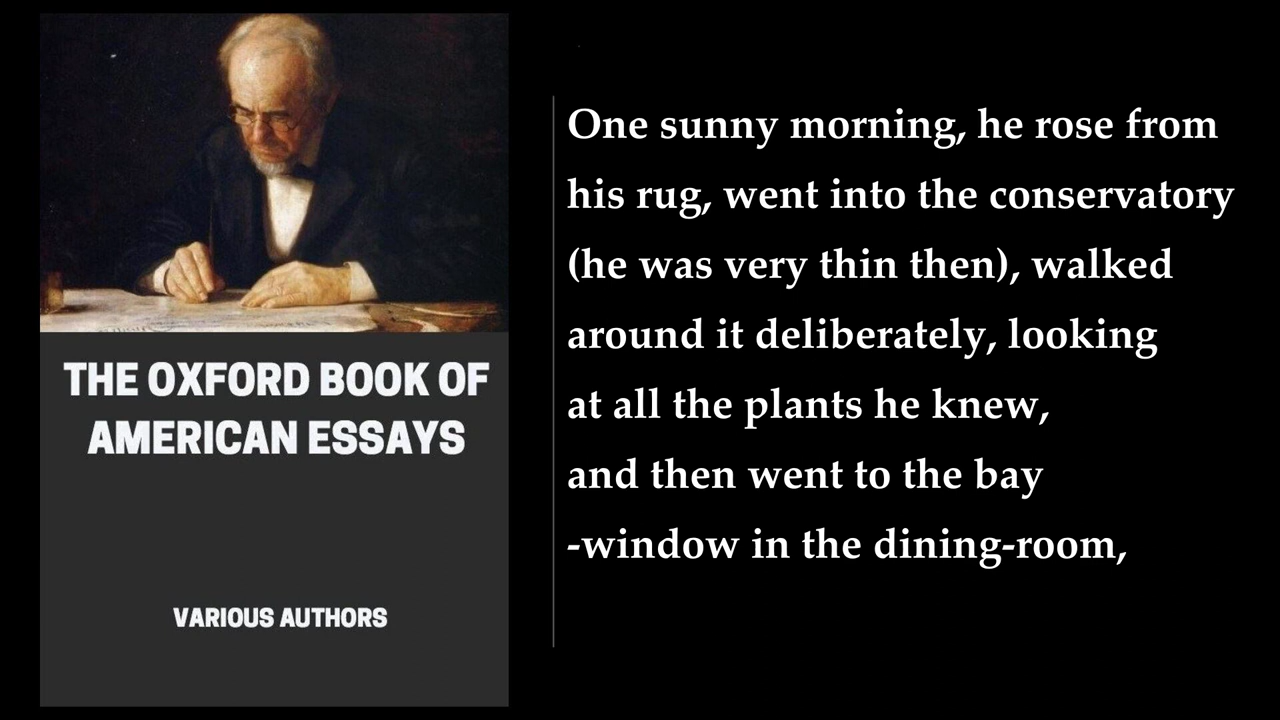 THE OXFORD BOOK OF
AMERICAN ESSAYS
VARIOUS AUTHORS
One sunny morning, he rose from
his rug, went into the conservatory
(he was very thin then), walked
around it deliberately, looking
at all the plants he knew,
and then went to the bay
-window in the dining-room,